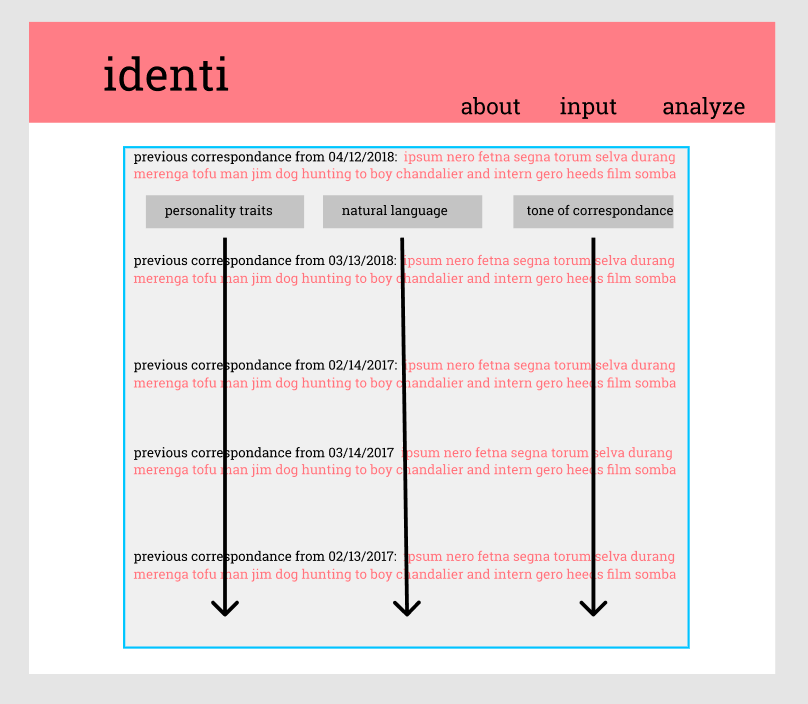 identi
about input analyze
previous correspondance from 04/12/2018: ipsum nero fetna segna torum selva durang
merenga tofu man jim dog hunting to boy chandalier and intern gero heeds film somba
personality traits natural language tone of correspondance
previous correspondance from 03/13/2018: ipsum nero fetna segna torum selva durang
merenga tofu man jim dog hunting to boy chandalier and intern gero heeds film somba
previous correspondance from 02/14/2017: ipsum nero fetna segna torum selva durang
merenga tofu man jim dog hunting to boy chandalier and intern gero heeds film somba
previous correspondance from 03/14/2017 ipsum nero fetna segna torum selva durang
merenga tofu man jim dog hunting to boy chandalier and intern gero heeds film somba
previous correspondance from 02/13/2017: ipsum nero fetna segna torum selva durang
merenga tofu man jim dog hunting to boy chandalier and intern gero heeds film somba